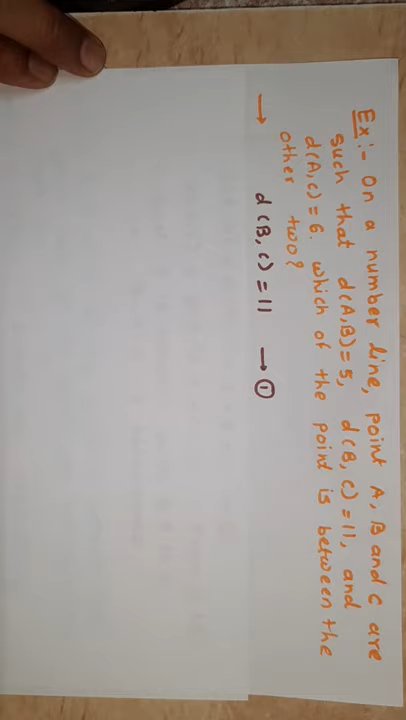 Ex:- On a number line, point A, B and C are
such that d(A,B)=5, d(B,C)=11, and
d(A,C)=6. which of the point is between the
other two?
→ d(B,C)=11 → ①